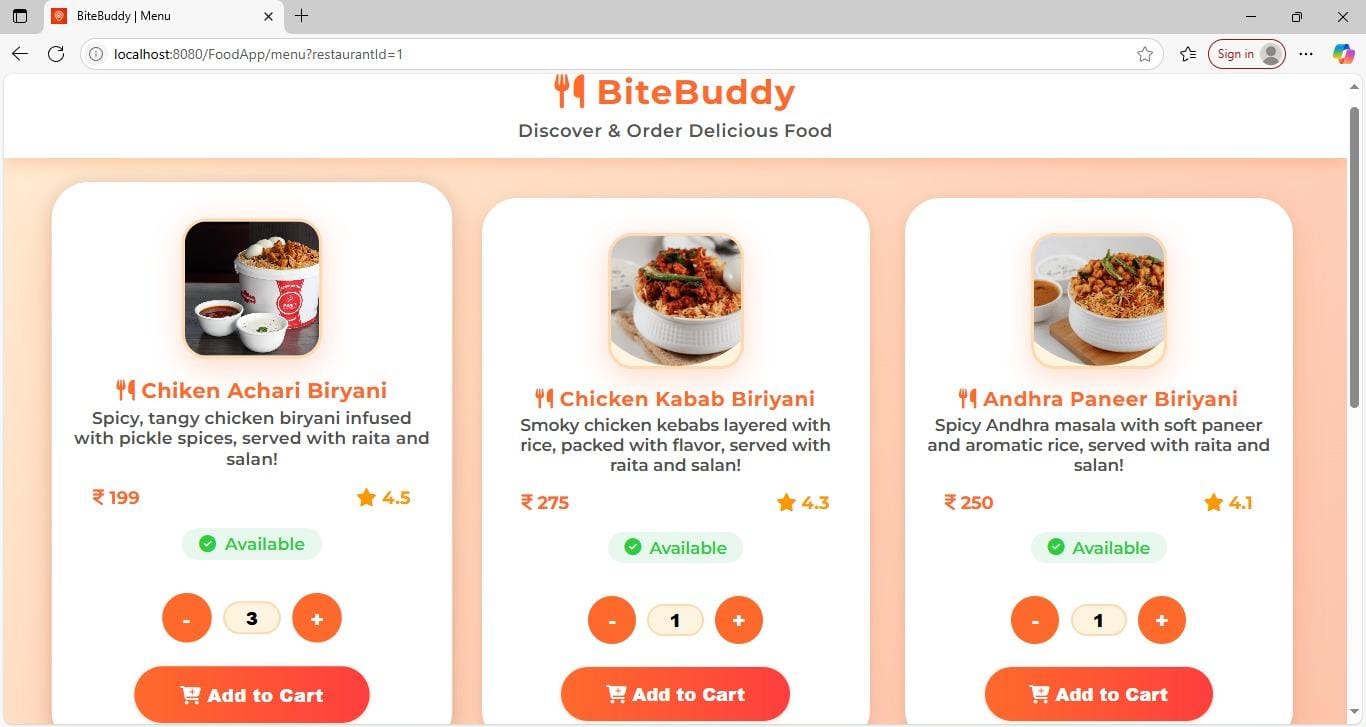 BiteBuddy | Menu
localhost:8080/FoodApp/menu?restaurantId=1
Sign in
BiteBuddy
Discover & Order Delicious Food
Chiken Achari Biryani
Spicy, tangy chicken biryani infused
with pickle spices, served with raita and
salan!
₹ 199
4.5
Available
-
3
+
Add to Cart
Chicken Kabab Biriyani
Smoky chicken kebabs layered with
rice, packed with flavor, served with
raita and salan!
₹ 275
4.3
Available
-
1
+
Add to Cart
Andhra Paneer Biriyani
Spicy Andhra masala with soft paneer
and aromatic rice, served with raita and
salan!
₹ 250
4.1
Available
-
1
+
Add to Cart